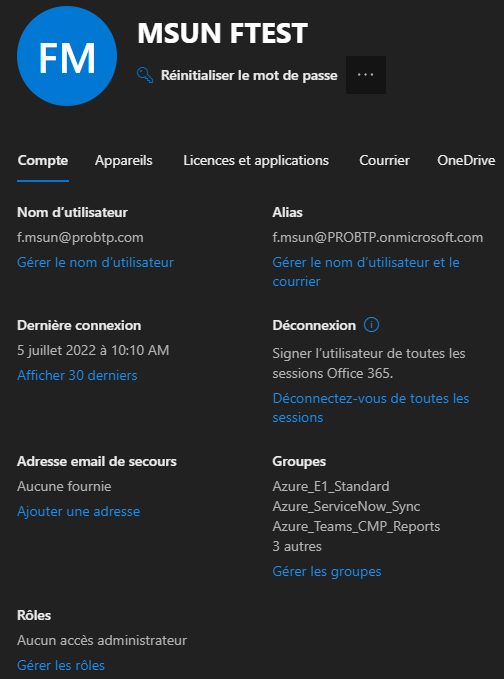 FM
MSUN FTEST
Réinitialiser le mot de passe
...
Compte Appareils Licences et applications Courrier OneDrive
Nom d'utilisateur
f.msun@probtp.com
Gérer le nom d'utilisateur
Alias
f.msun@PROBTP.onmicrosoft.com
Gérer le nom d'utilisateur et le
courrier
Dernière connexion
5 juillet 2022 à 10:10 AM
Afficher 30 derniers
Déconnexion
Signer l'utilisateur de toutes les
sessions Office 365.
Déconnectez-vous de toutes les
sessions
Adresse email de secours
Aucune fournie
Ajouter une adresse
Groupes
Azure_E1_Standard
Azure_ServiceNow_Sync
Azure_Teams_CMP_Reports
3 autres
Gérer les groupes
Rôles
Aucun accès administrateur
Gérer les rôles